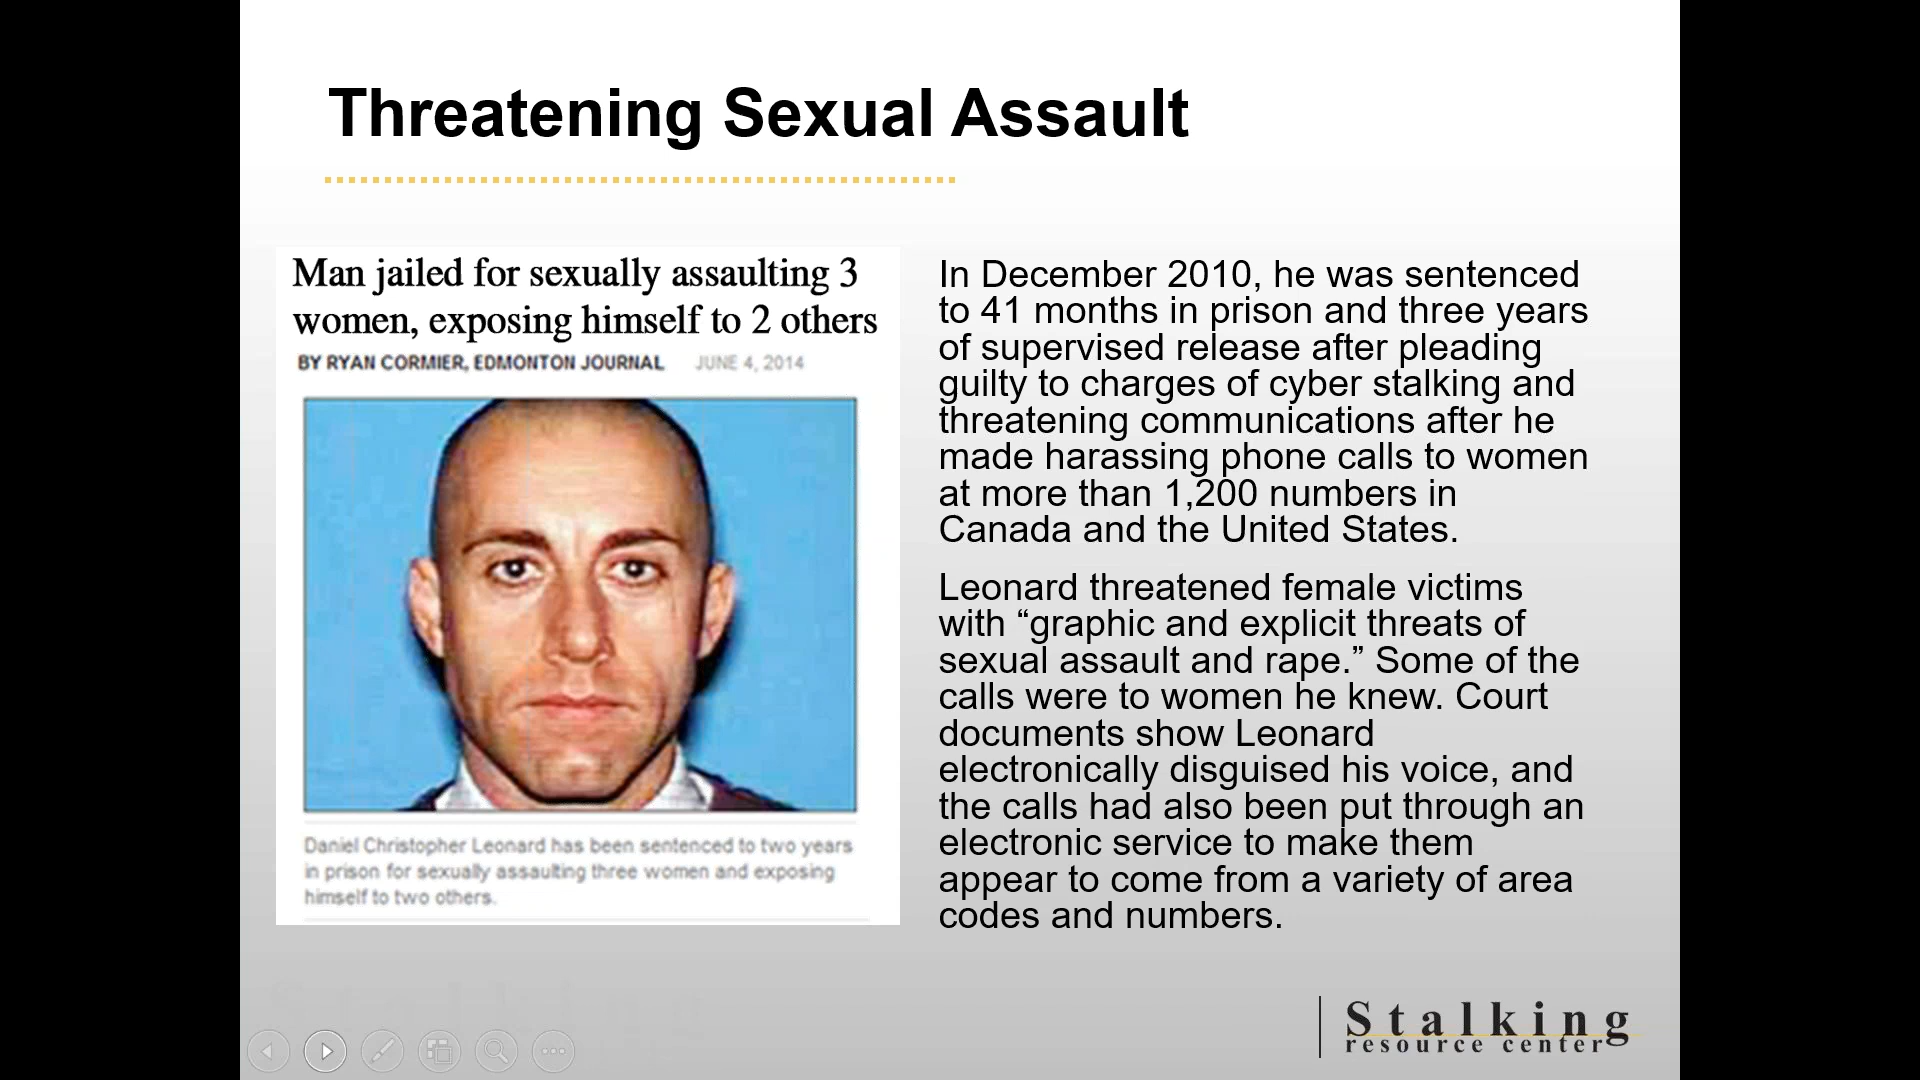 Threatening Sexual Assault
Man jailed for sexually assaulting 3
women, exposing himself to 2 others
BY RYAN CORMIER, EDMONTON JOURNAL JUNE 4, 2014
Daniel Christopher Leonard has been sentenced to two years
in prison for sexually assaulting three women and exposing
himself to two others.
In December 2010, he was sentenced
to 41 months in prison and three years
of supervised release after pleading
guilty to charges of cyber stalking and
threatening communications after he
made harassing phone calls to women
at more than 1,200 numbers in
Canada and the United States.
Leonard threatened female victims
with “graphic and explicit threats of
sexual assault and rape.” Some of the
calls were to women he knew. Court
documents show Leonard
electronically disguised his voice, and
the calls had also been put through an
electronic service to make them
appear to come from a variety of area
codes and numbers.
Stalking
resource center